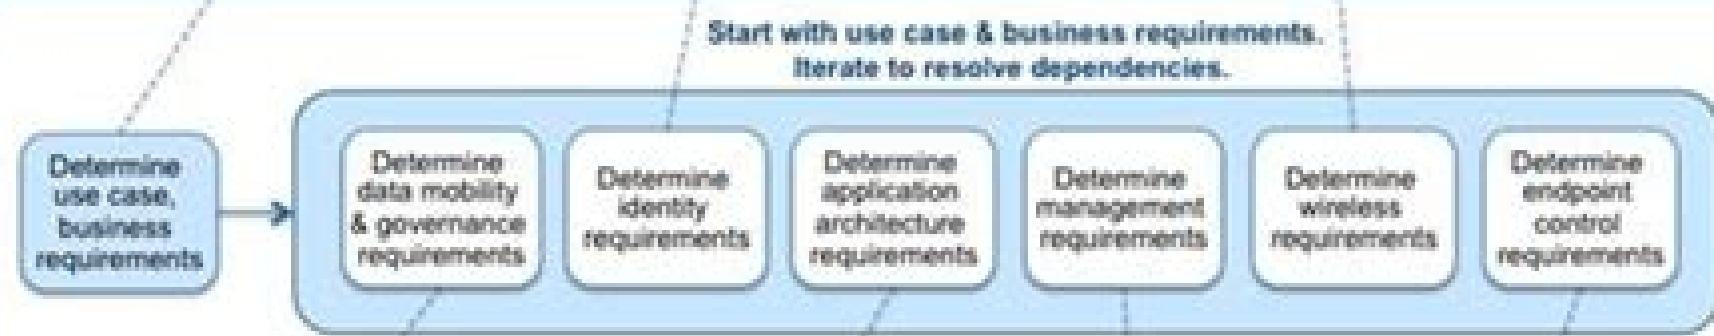 Start with use case & business requirements.
Iterate to resolve dependencies.
Determine
use case,
business
requirements
Determine
data mobility
& governance
requirements
Determine
identity
requirements
Determine
application
architecture
requirements
Determine
management
requirements
Determine
wireless
requirements
Determine
endpoint
control
requirements